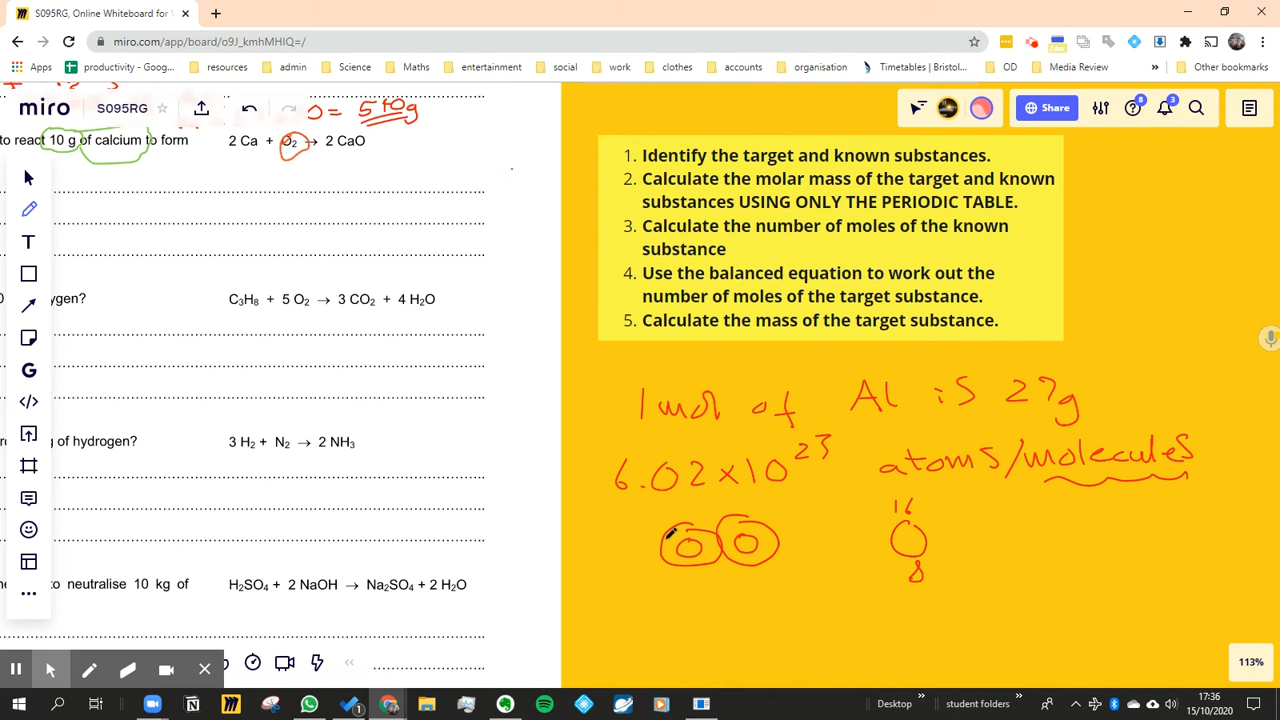 S095RG, Online Whiteboard for
miro.com/app/board/o9J_kmhMHIQ=/
Apps productivity - Goog... resources admin Science Maths entertainment social work clothes accounts organisation Timetables | Bristol... OD Media Review » Other bookmarks
miro S095RG Share 8 3
O = 540g
to react 10 g of calcium to form 2 Ca + O2 → 2 CaO
1. Identify the target and known substances.
2. Calculate the molar mass of the target and known
substances USING ONLY THE PERIODIC TABLE.
3. Calculate the number of moles of the known
substance
4. Use the balanced equation to work out the
number of moles of the target substance.
5. Calculate the mass of the target substance.
ygen? C3H8 + 5 O2 → 3 CO2 + 4 H2O
g of hydrogen? 3 H2 + N2 → 2 NH3
to neutralise 10 kg of H2SO4 + 2 NaOH → Na2SO4 + 2 H2O
1 mol of Al is 27g
6.02×10²³ atoms/molecules
O O 16
O
8
113%
Desktop student folders 17:36
15/10/2020